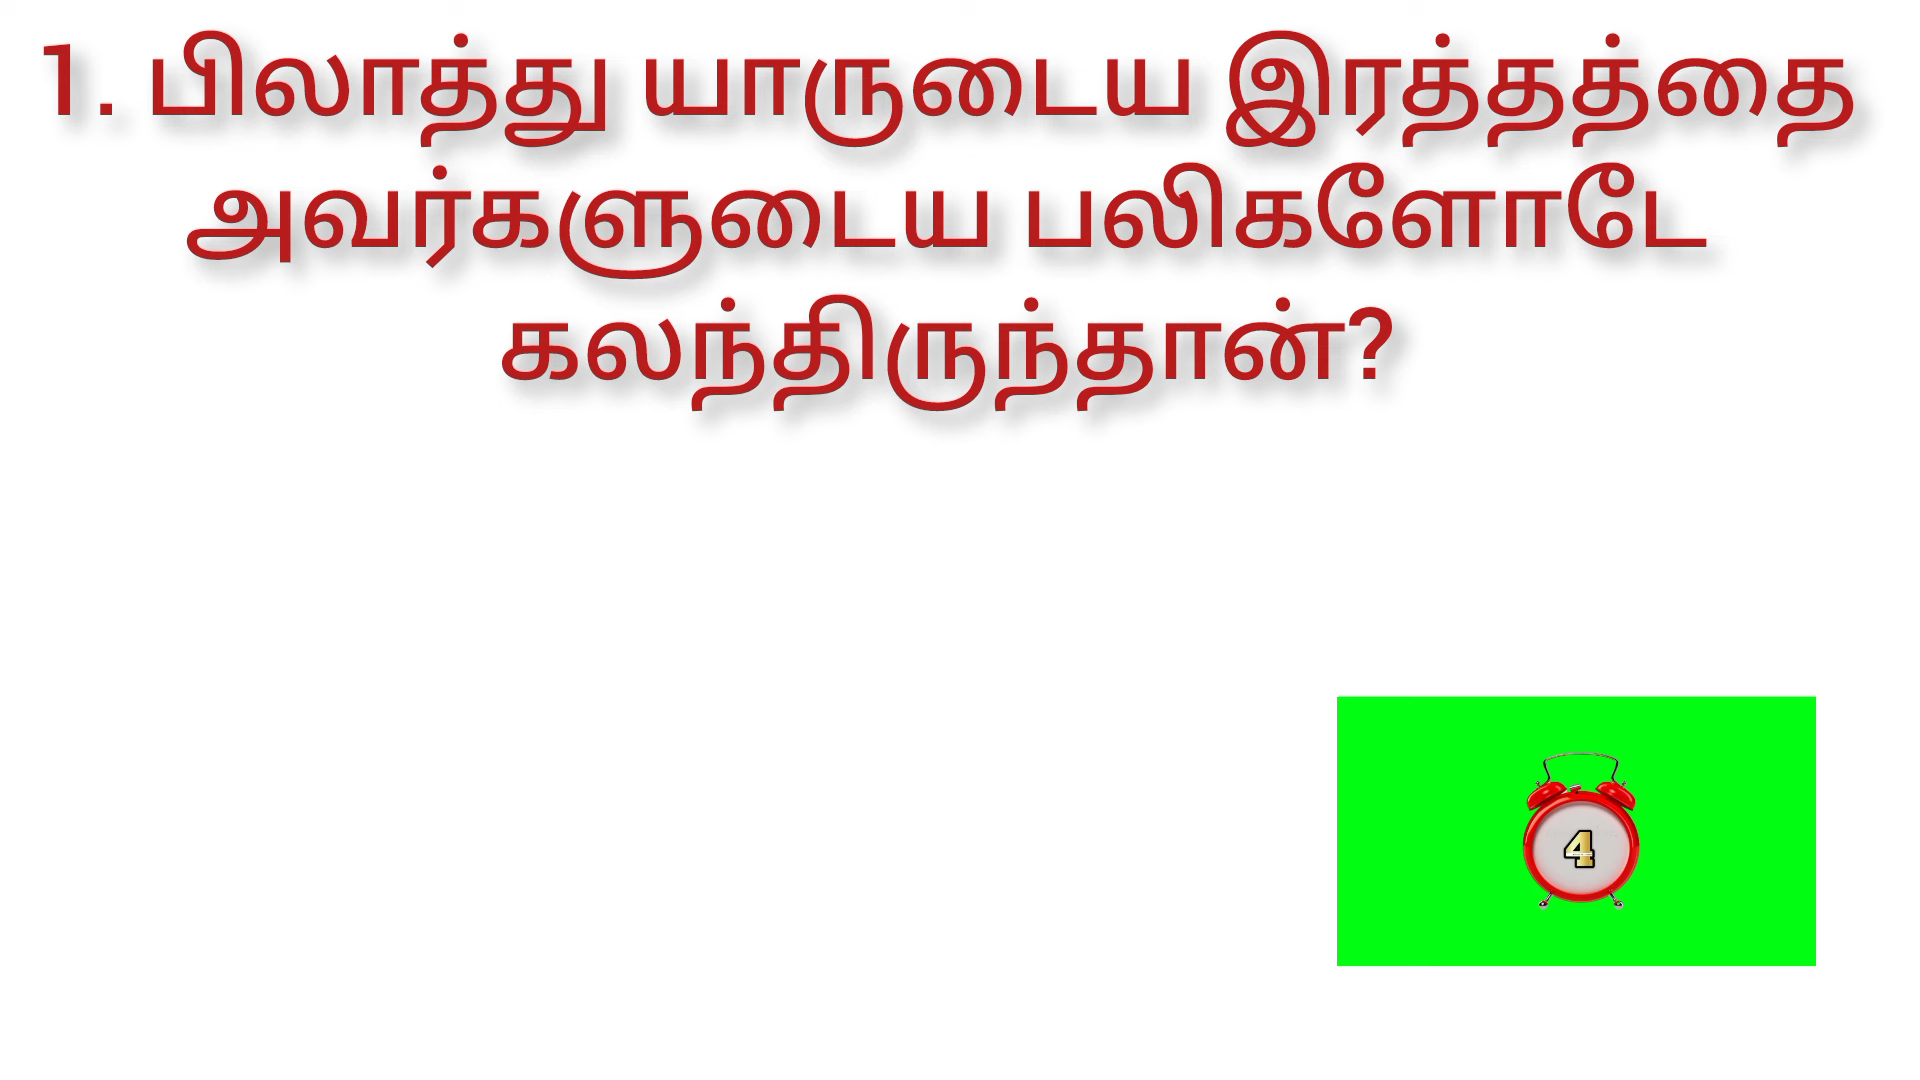 1. பிலாத்து யாருடைய இரத்தத்தை
அவர்களுடைய பலிகளோடே
கலந்திருந்தான்?
4